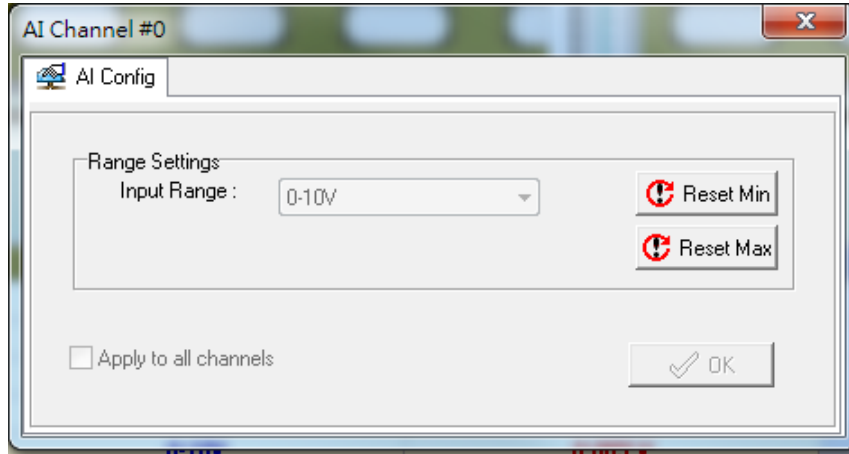 AI Channel #0
AI Config
Range Settings
Input Range :
0-10V
Reset Min
Reset Max
Apply to all channels
OK